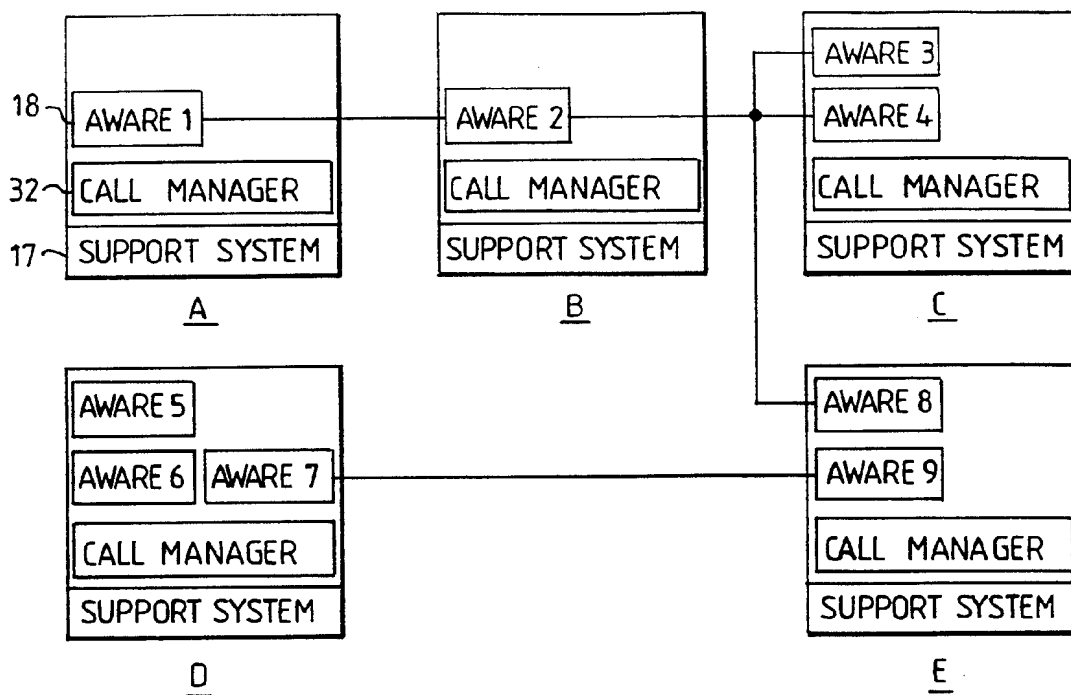 18
AWARE 1
32
CALL MANAGER
17
SUPPORT SYSTEM
A
AWARE 2
CALL MANAGER
SUPPORT SYSTEM
B
AWARE 3
AWARE 4
CALL MANAGER
SUPPORT SYSTEM
C
AWARE 5
AWARE 6
AWARE 7
CALL MANAGER
SUPPORT SYSTEM
D
AWARE 8
AWARE 9
CALL MANAGER
SUPPORT SYSTEM
E